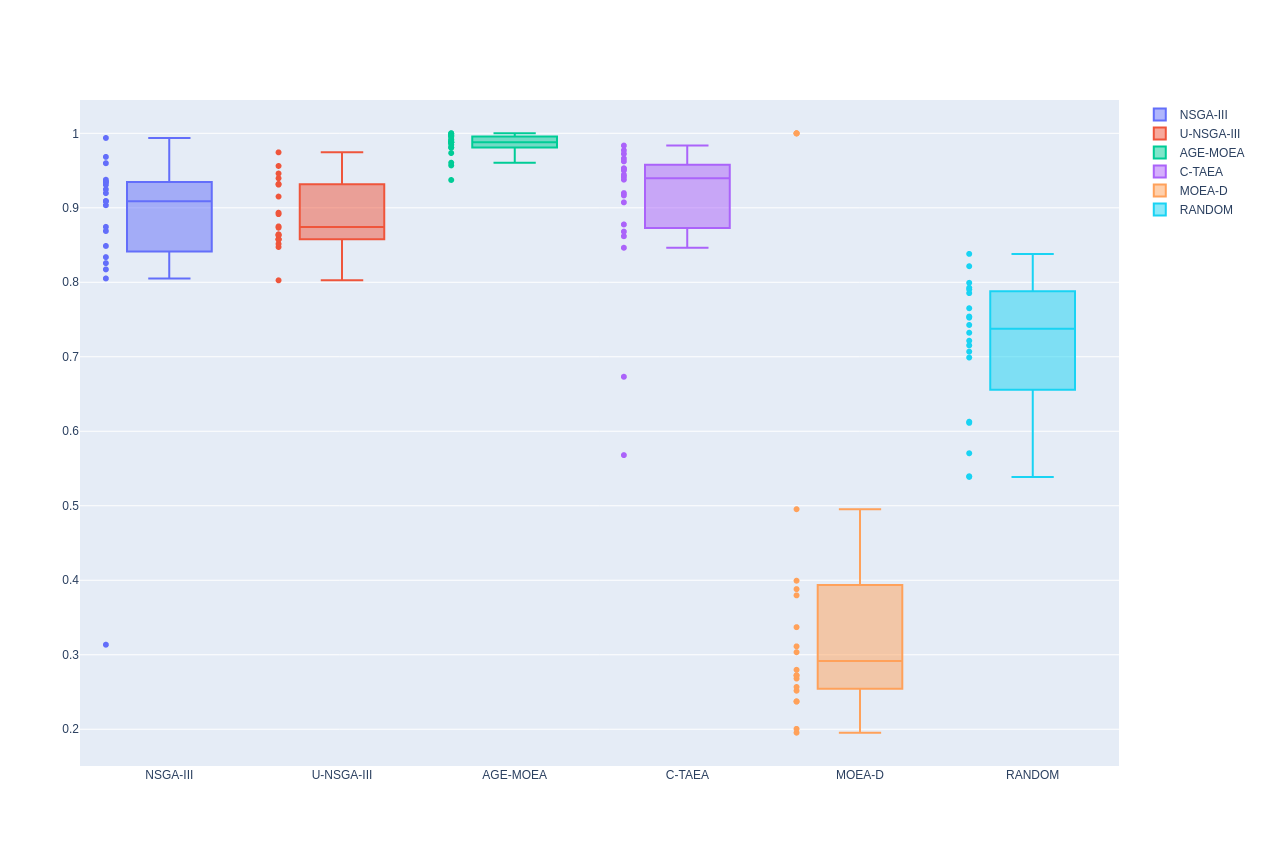 1
0.9
0.8
0.7
0.6
0.5
0.4
0.3
0.2
NSGA-III
U-NSGA-III
AGE-MOEA
C-TAEA
MOEA-D
RANDOM
NSGA-III
U-NSGA-III
AGE-MOEA
C-TAEA
MOEA-D
RANDOM